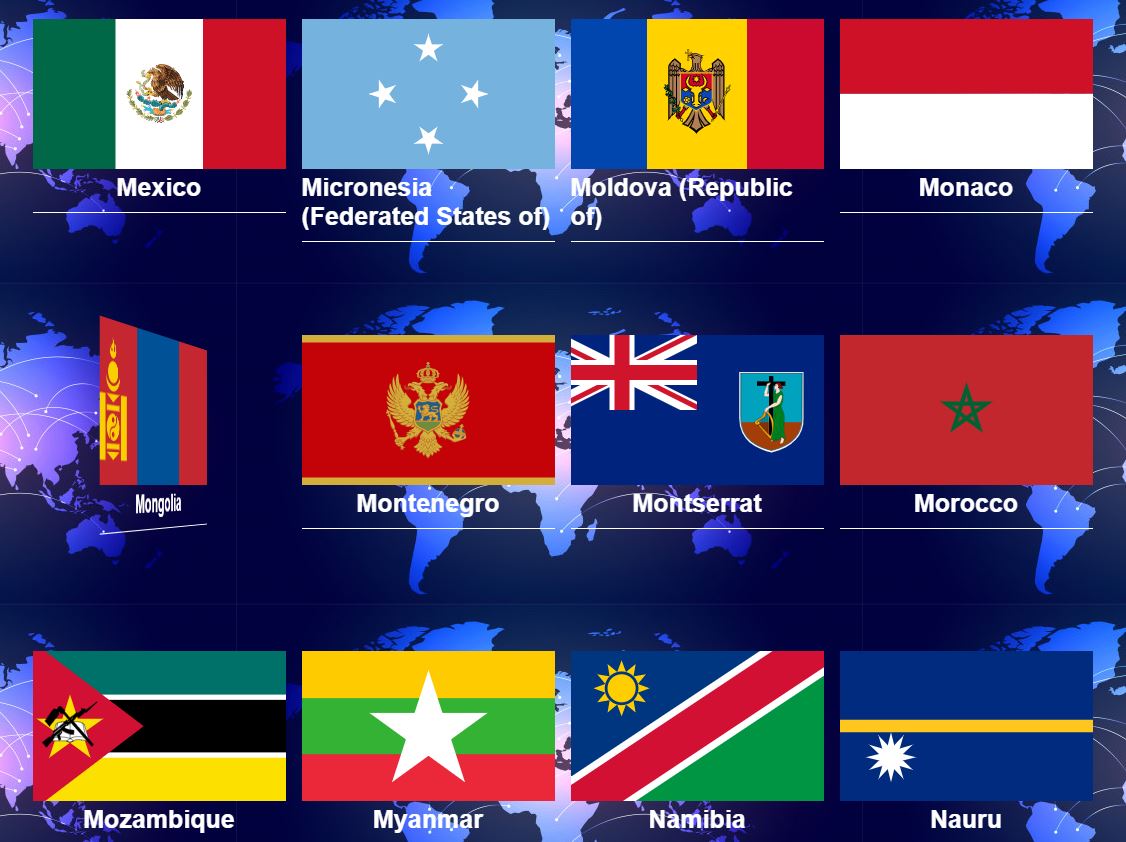 Mexico
Micronesia
(Federated States of)
Moldova (Republic
of)
Monaco
Mongolia
Montenegro
Montserrat
Morocco
Mozambique
Myanmar
Namibia
Nauru